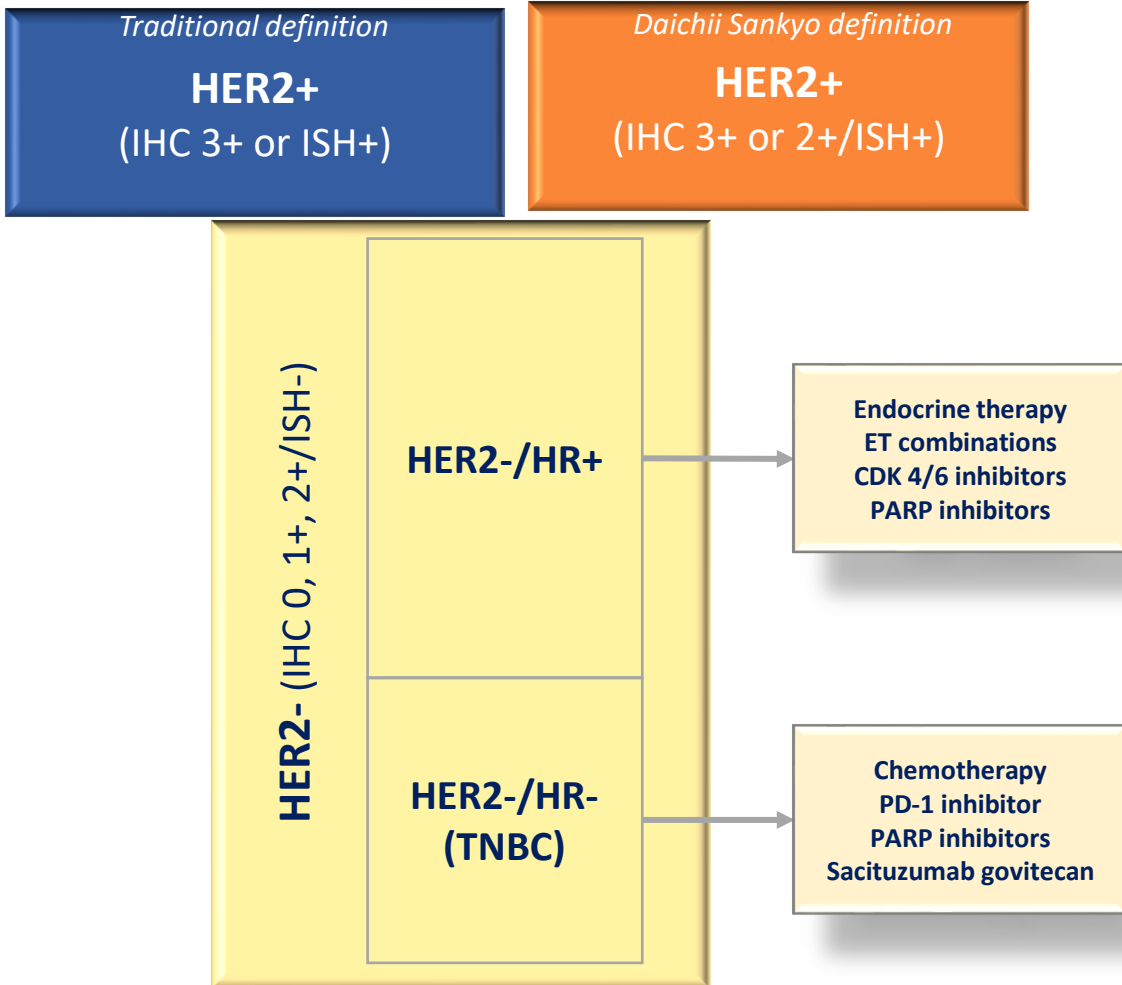 Traditional definition
HER2+
(IHC 3+ or ISH+)
Daichii Sankyo definition
HER2+
(IHC 3+ or 2+/ISH+)
HER2- (IHC 0, 1+, 2+/ISH-)
HER2-/HR+
Endocrine therapy
ET combinations
CDK 4/6 inhibitors
PARP inhibitors
HER2-/HR-
(TNBC)
Chemotherapy
PD-1 inhibitor
PARP inhibitors
Sacituzumab govitecan